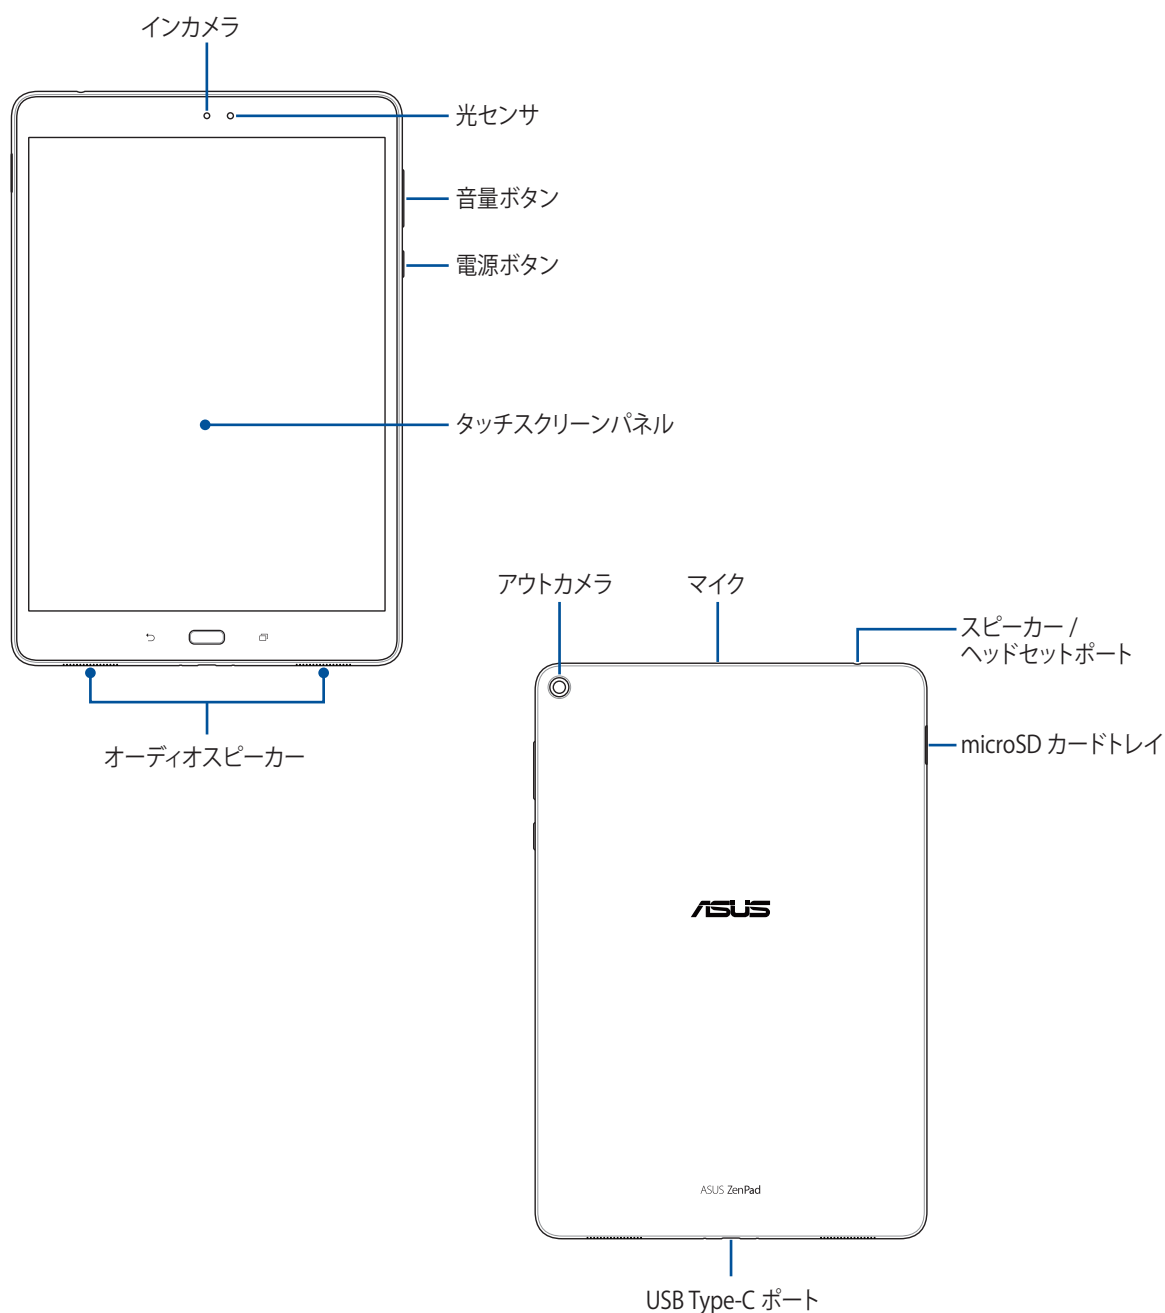 インカメラ
光センサ
音量ボタン
電源ボタン
タッチスクリーンパネル
オーディオスピーカー
アウトカメラ
マイク
スピーカー /
ヘッドセットポート
microSD カードトレイ
ASUS
ASUS ZenPad
USB Type-C ポート